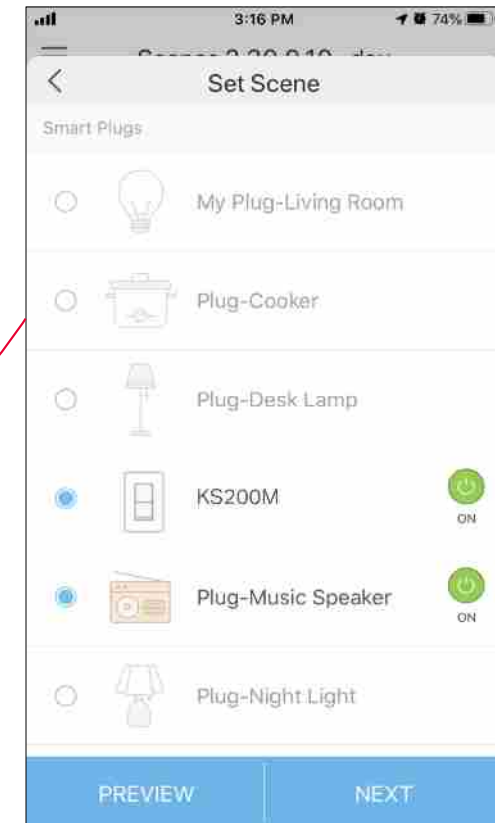 3:16 PM 74%
Set Scene
Smart Plugs
My Plug-Living Room
Plug-Cooker
Plug-Desk Lamp
KS200M
ON
Plug-Music Speaker
ON
Plug-Night Light
PREVIEW NEXT